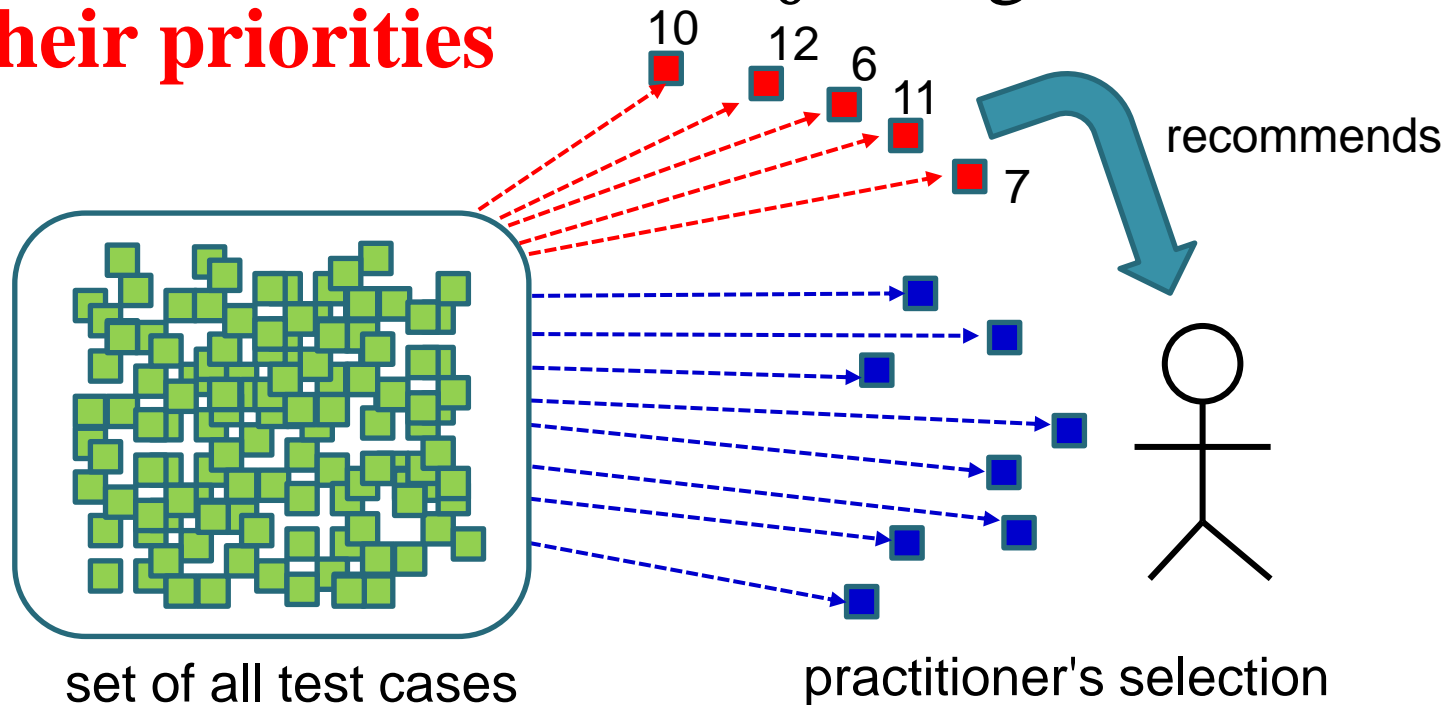 heir priorities
10
12
6
11
7
recommends
set of all test cases
practitioner's selection